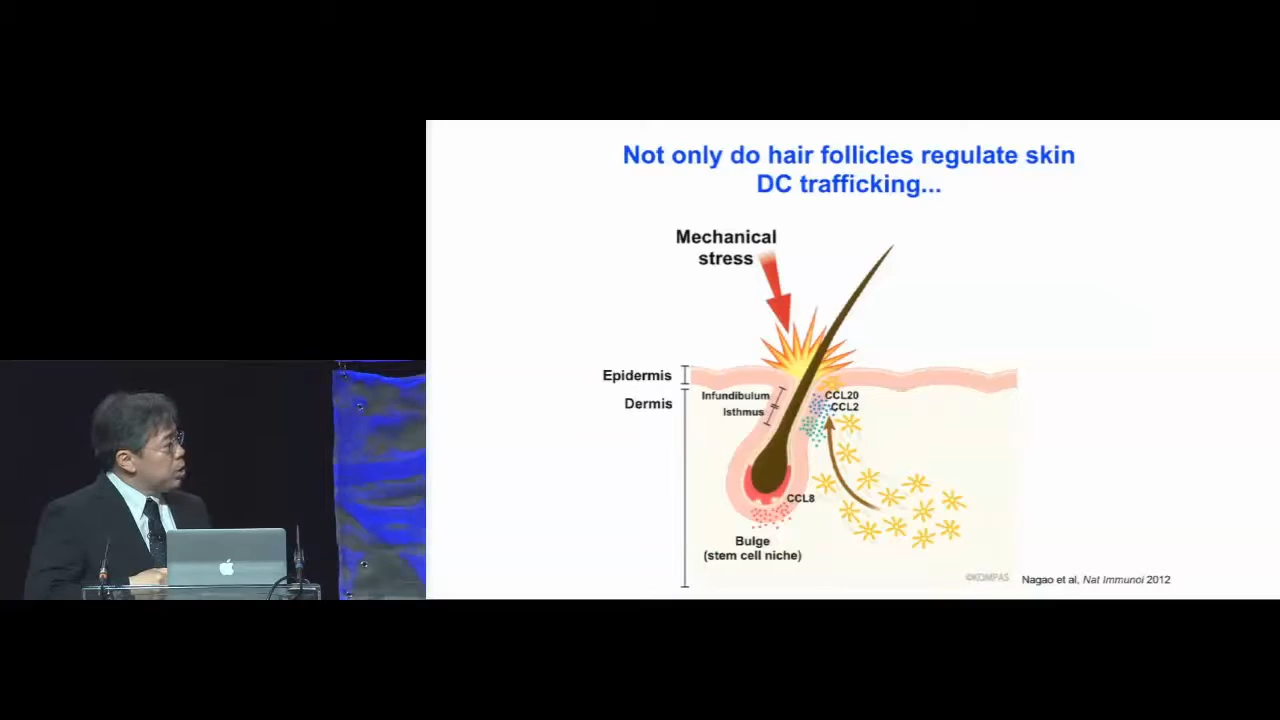 Not only do hair follicles regulate skin
DC trafficking...
Mechanical
stress
Epidermis
Dermis
Infundibulum
Isthmus
CCL20
CCL2
CCL8
Bulge
(stem cell niche)
©KOMPAS
Nagao et al, Nat Immunol 2012